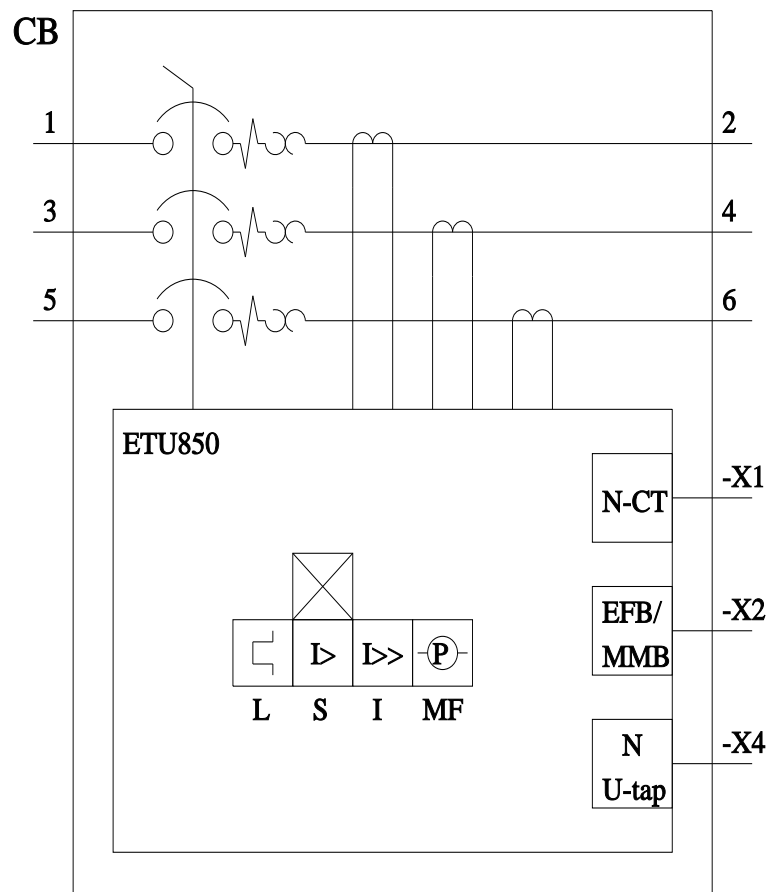 CB
1
2
3
4
5
6
ETU850
N-CT
-X1
EFB/
MMB
-X2
I> I>> P
L S I MF
N
U-tap
-X4